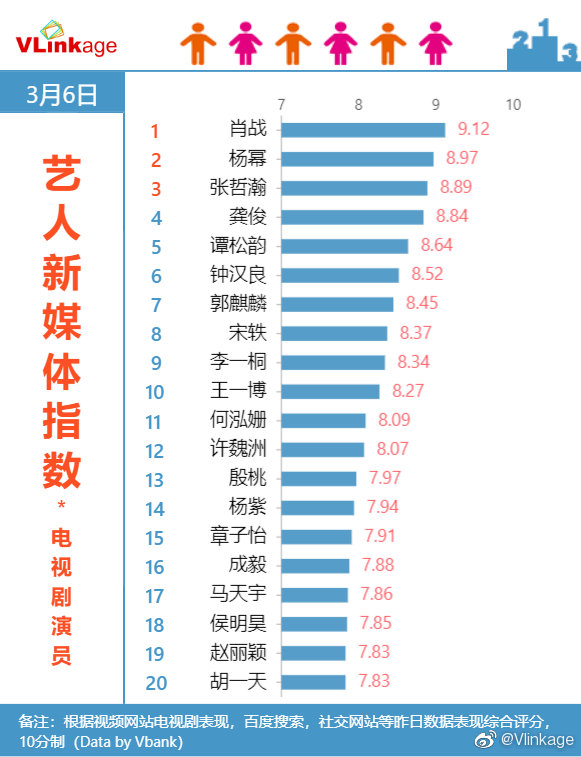 VLinkage
1
2
3
3月6日
艺人新媒体指数
*
电视剧演员
7 8 9 10
1 肖战 9.12
2 杨幂 8.97
3 张哲瀚 8.89
4 龚俊 8.84
5 谭松韵 8.64
6 钟汉良 8.52
7 郭麒麟 8.45
8 宋轶 8.37
9 李一桐 8.34
10 王一博 8.27
11 何泓姗 8.09
12 许魏洲 8.07
13 殷桃 7.97
14 杨紫 7.94
15 章子怡 7.91
16 成毅 7.88
17 马天宇 7.86
18 侯明昊 7.85
19 赵丽颖 7.83
20 胡一天 7.83
备注：根据视频网站电视剧表现，百度搜索，社交网站等昨日数据表现综合评分，
10分制（Data by Vbank）
@Vlinkage